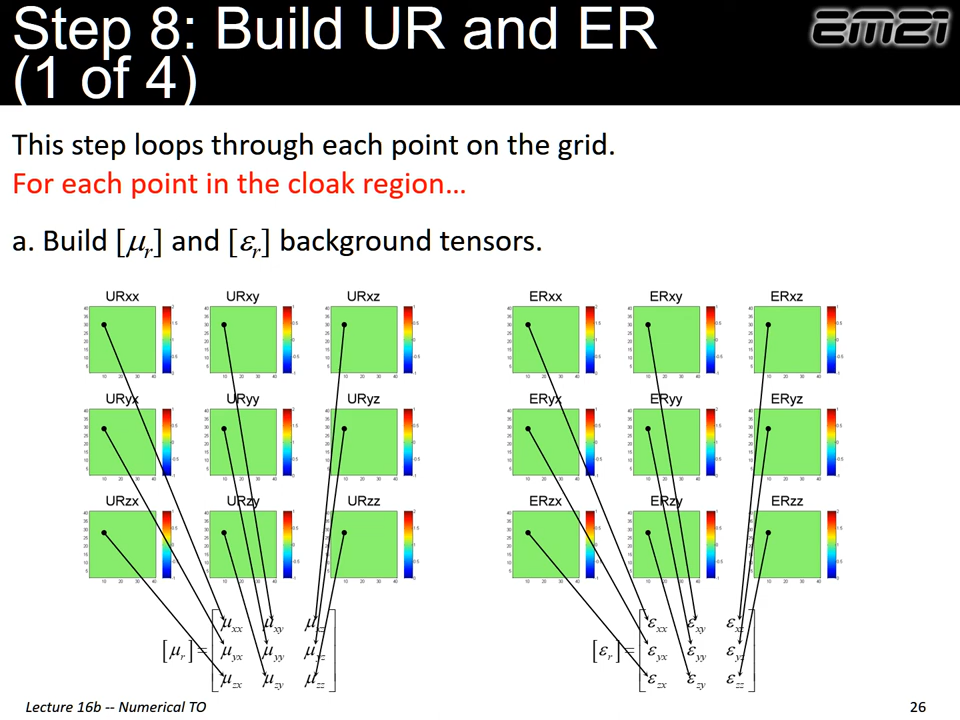 Step 8: Build UR and ER
(1 of 4)
EM21
This step loops through each point on the grid.
For each point in the cloak region…
a. Build [μr] and [εr] background tensors.
URxx URxy URxz ERxx ERxy ERxz
URyx URyy URyz ERyx ERyy ERyz
URzx URzy URzz ERzx ERzy ERzz
μxx μxy μxz εxx εxy εxz
[μr] = μyx μyy μyz [εr] = εyx εyy εyz
μzx μzy μzz εzx εzy εzz
Lecture 16b -- Numerical TO 26